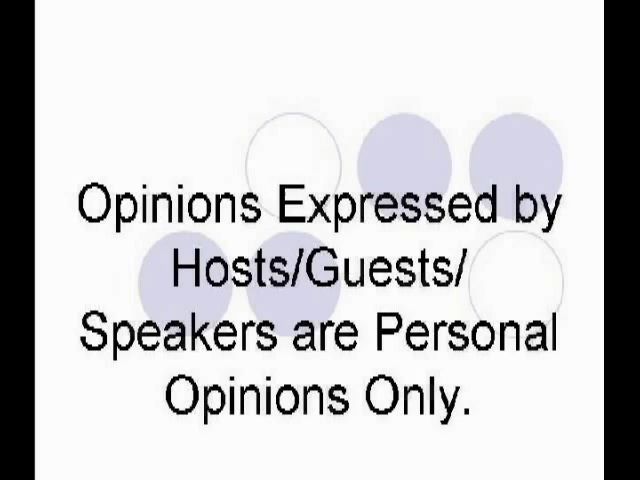 Opinions Expressed by
Hosts/Guests/
Speakers are Personal
Opinions Only.